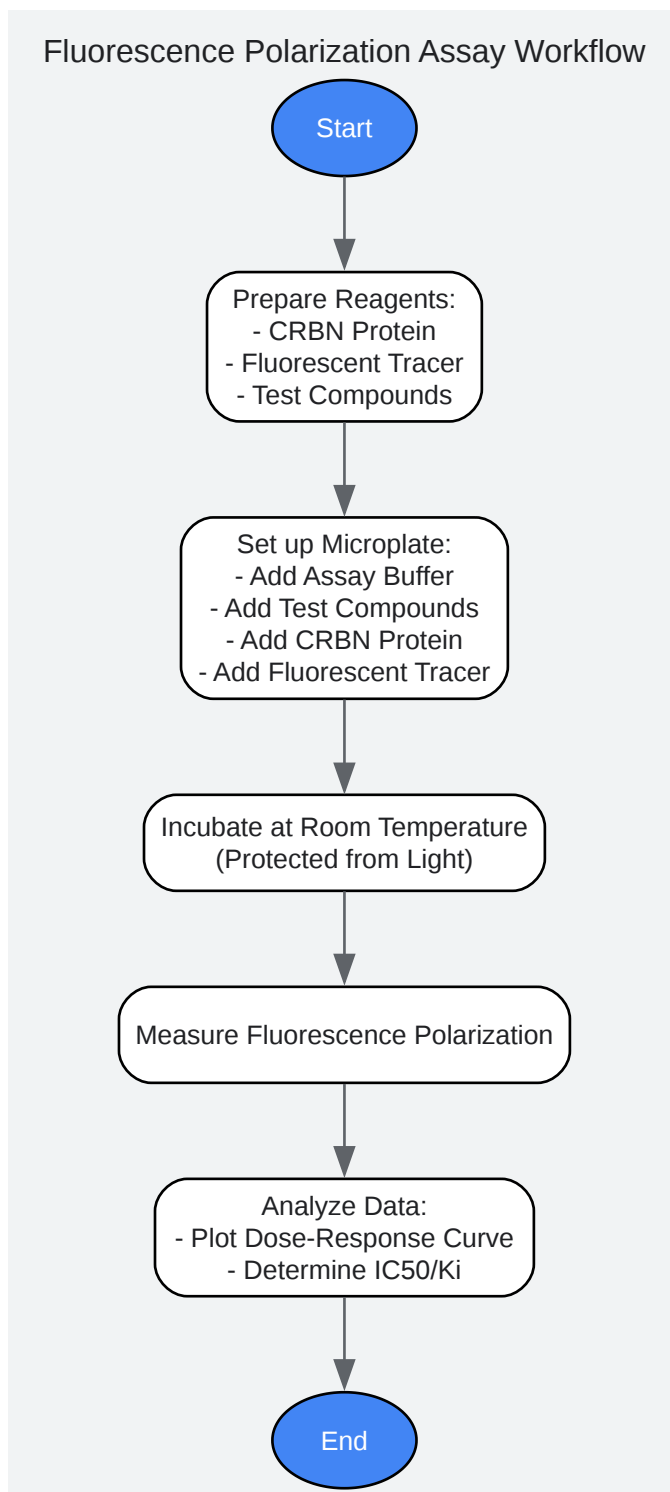 Fluorescence Polarization Assay Workflow
Start
Prepare Reagents:
- CRBN Protein
- Fluorescent Tracer
- Test Compounds
Set up Microplate:
- Add Assay Buffer
- Add Test Compounds
- Add CRBN Protein
- Add Fluorescent Tracer
Incubate at Room Temperature
(Protected from Light)
Measure Fluorescence Polarization
Analyze Data:
- Plot Dose-Response Curve
- Determine IC50/Ki
End